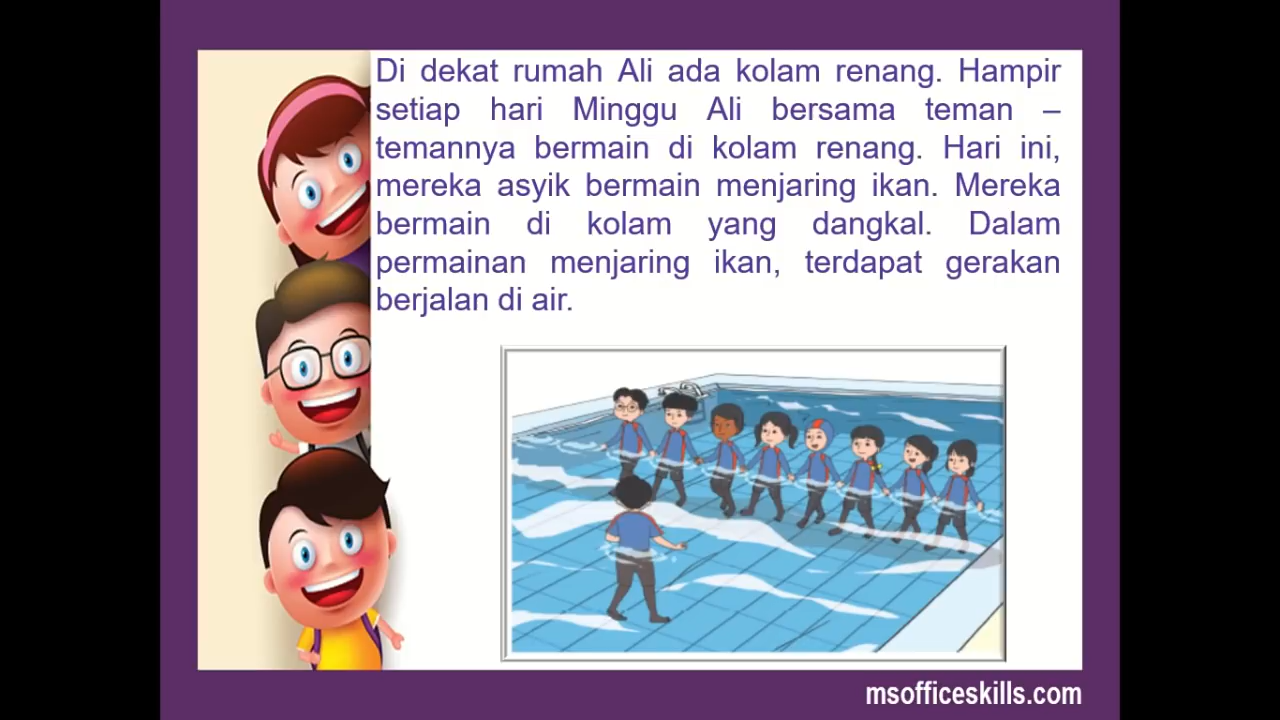 Di dekat rumah Ali ada kolam renang. Hampir
setiap hari Minggu Ali bersama teman –
temannya bermain di kolam renang. Hari ini,
mereka asyik bermain menjaring ikan. Mereka
bermain di kolam yang dangkal. Dalam
permainan menjaring ikan, terdapat gerakan
berjalan di air.
msofficeskills.com